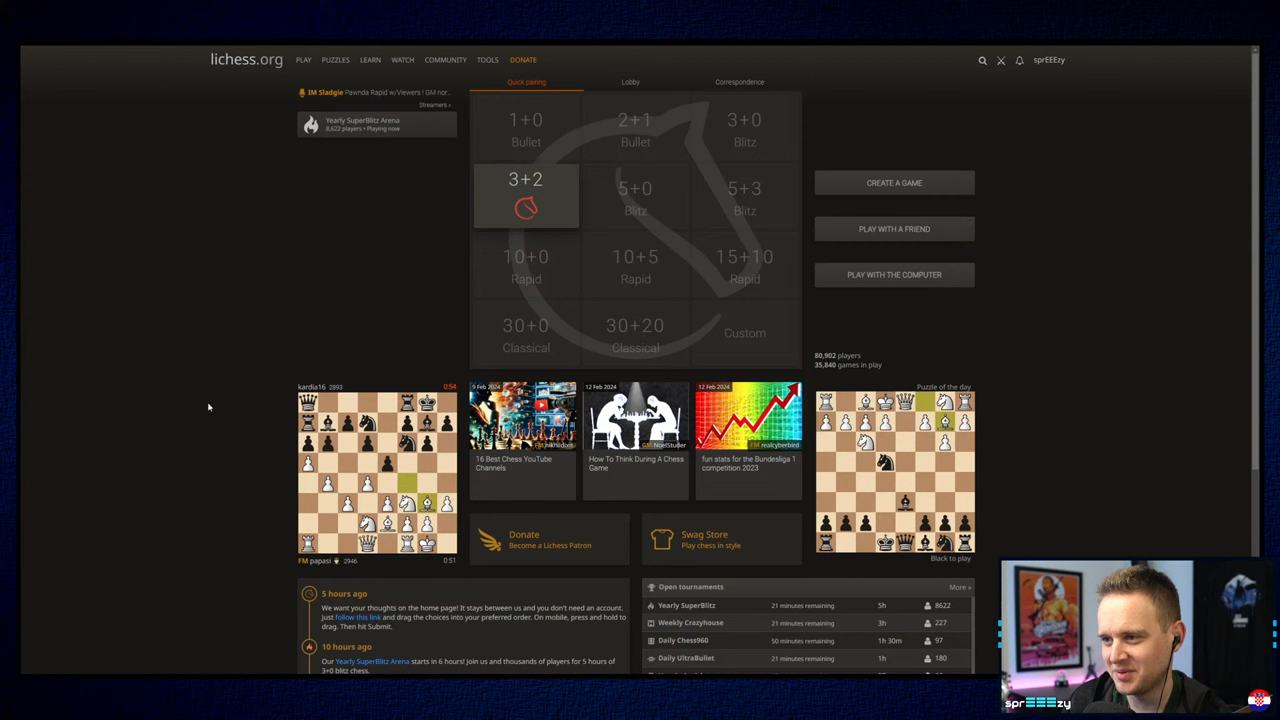 lichess.org PLAY PUZZLES LEARN WATCH COMMUNITY TOOLS DONATE sprEEEzy
Quick pairing Lobby Correspondence
IM Sladgie Pawnda Rapid w/Viewers ! GM nor...
Streamers »
Yearly SuperBlitz Arena
8,622 players • Playing now
1+0
Bullet
2+1
Bullet
3+0
Blitz
3+2
5+0
Blitz
5+3
Blitz
10+0
Rapid
10+5
Rapid
15+10
Rapid
30+0
Classical
30+20
Classical
Custom
CREATE A GAME
PLAY WITH A FRIEND
PLAY WITH THE COMPUTER
80,902 players
35,840 games in play
kardia16 2893 0:54
FM papasi 2946 0:51
9 Feb 2024
FM nikhildixit
16 Best Chess YouTube
Channels
12 Feb 2024
GM NoelStuder
How To Think During A Chess
Game
12 Feb 2024
FM realcyberbird
fun stats for the Bundesliga 1
competition 2023
Puzzle of the day
Black to play
Donate
Become a Lichess Patron
Swag Store
Play chess in style
5 hours ago
We want your thoughts on the home page! It stays between us and you don't need an account.
Just follow this link and drag the choices into your preferred order. On mobile, press and hold to
drag. Then hit Submit.
10 hours ago
Our Yearly SuperBlitz Arena starts in 6 hours! Join us and thousands of players for 5 hours of
3+0 blitz chess.
Open tournaments More »
Yearly SuperBlitz 21 minutes remaining 5h 8622
Weekly Crazyhouse 21 minutes remaining 3h 227
Daily Chess960 50 minutes remaining 1h 30m 97
Daily UltraBullet 21 minutes remaining 1h 180
sprEEEzy